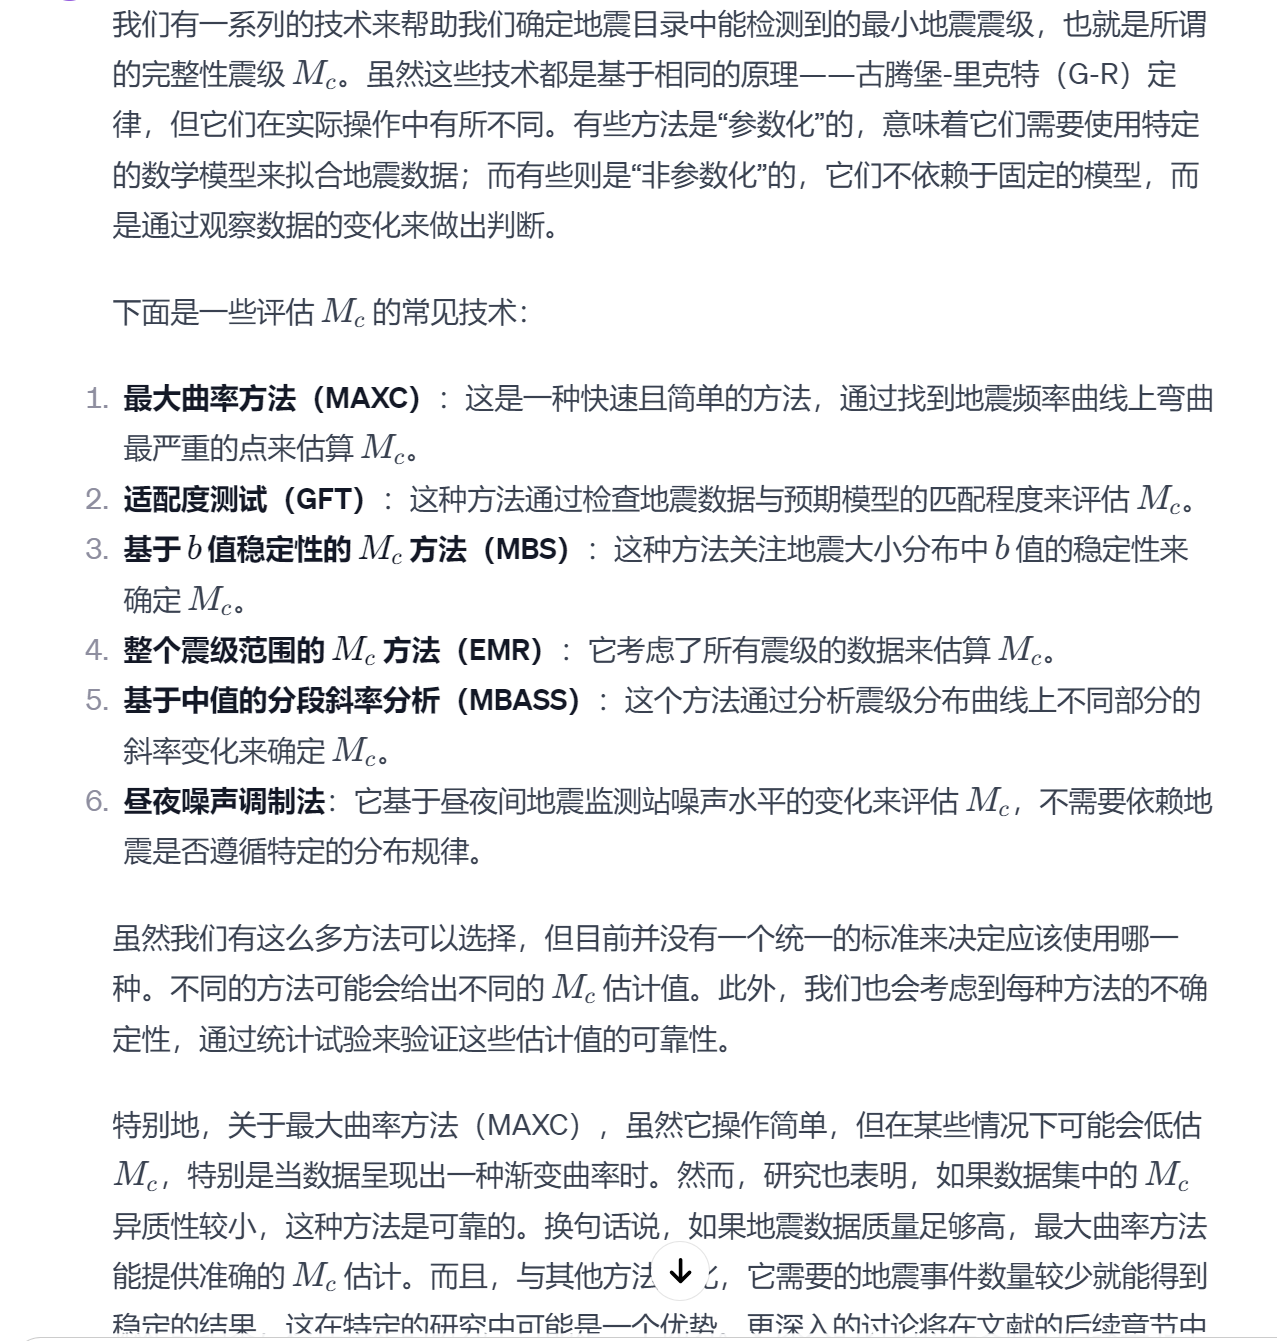 我们有一系列的技术来帮助我们确定地震目录中能检测到的最小地震震级，也就是所谓
的完整性震级 Mc。虽然这些技术都是基于相同的原理——古腾堡-里克特（G-R）定
律，但它们在实际操作中有所不同。有些方法是“参数化”的，意味着它们需要使用特定
的数学模型来拟合地震数据；而有些则是“非参数化”的，它们不依赖于固定的模型，而
是通过观察数据的变化来做出判断。
下面是一些评估 Mc 的常见技术：
1. 最大曲率方法（MAXC）：这是一种快速且简单的方法，通过找到地震频率曲线上弯曲
最严重的点来估算 Mc。
2. 适配度测试（GFT）：这种方法通过检查地震数据与预期模型的匹配程度来评估 Mc。
3. 基于 b 值稳定性的 Mc 方法（MBS）：这种方法关注地震大小分布中 b 值的稳定性来
确定 Mc。
4. 整个震级范围的 Mc 方法（EMR）：它考虑了所有震级的数据来估算 Mc。
5. 基于中值的分段斜率分析（MBASS）：这个方法通过分析震级分布曲线上不同部分的
斜率变化来确定 Mc。
6. 昼夜噪声调制法：它基于昼夜间地震监测站噪声水平的变化来评估 Mc，不需要依赖地
震是否遵循特定的分布规律。
虽然我们有这么多方法可以选择，但目前并没有一个统一的标准来决定应该使用哪一
种。不同的方法可能会给出不同的 Mc 估计值。此外，我们也会考虑到每种方法的不确
定性，通过统计试验来验证这些估计值的可靠性。
特别地，关于最大曲率方法（MAXC），虽然它操作简单，但在某些情况下可能会低估
Mc，特别是当数据呈现出一种渐变曲率时。然而，研究也表明，如果数据集中的 Mc
异质性较小，这种方法是可靠的。换句话说，如果地震数据质量足够高，最大曲率方法
能提供准确的 Mc 估计。而且，与其他方法，它需要的地震事件数量较少就能得到
稳定的结果，这在特定的研究中可能是一个优势。更深入的讨论将在文献的后续章节中